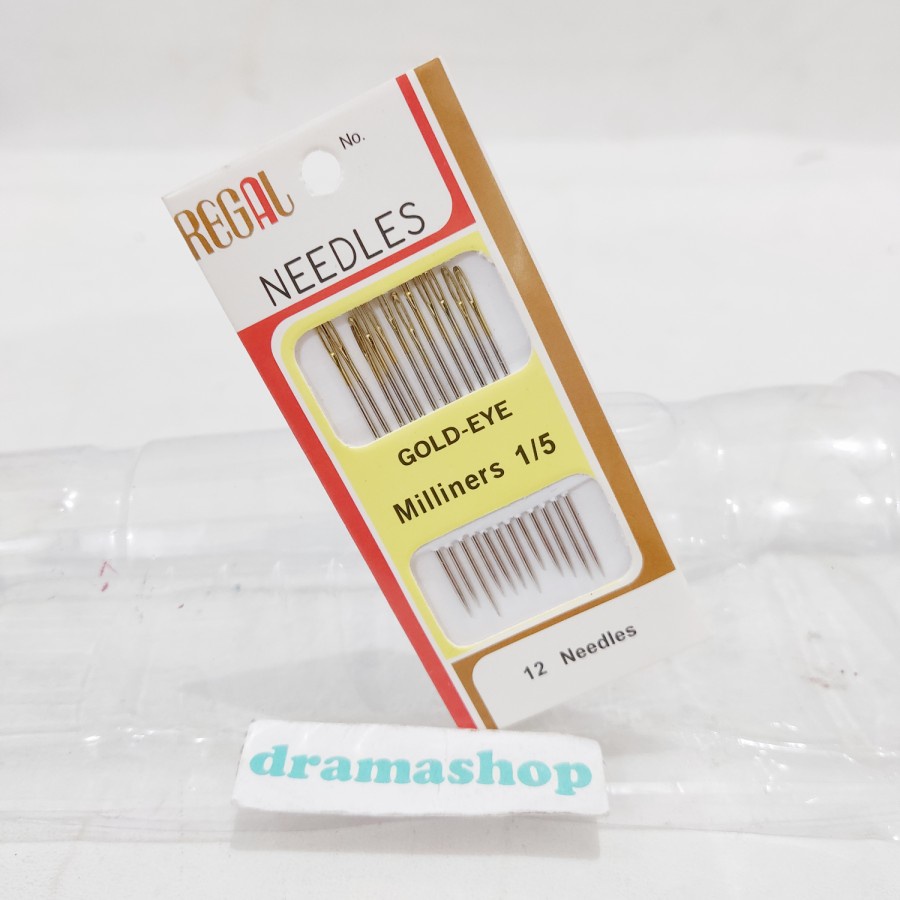 No.
REGAL
NEEDLES
GOLD-EYE
Milliners 1/5
12 Needles
dramashop